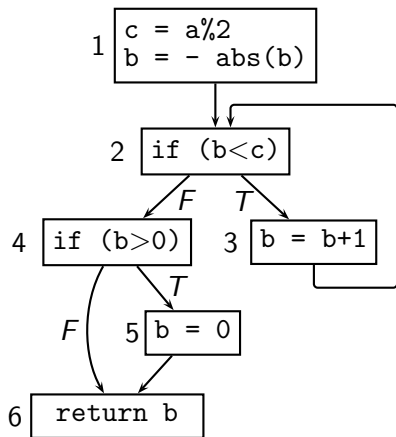 1
c = a%2
b = - abs(b)
2
if (b<c)
F
T
4
if (b>0)
3
b = b+1
F
T
5
b = 0
6
return b